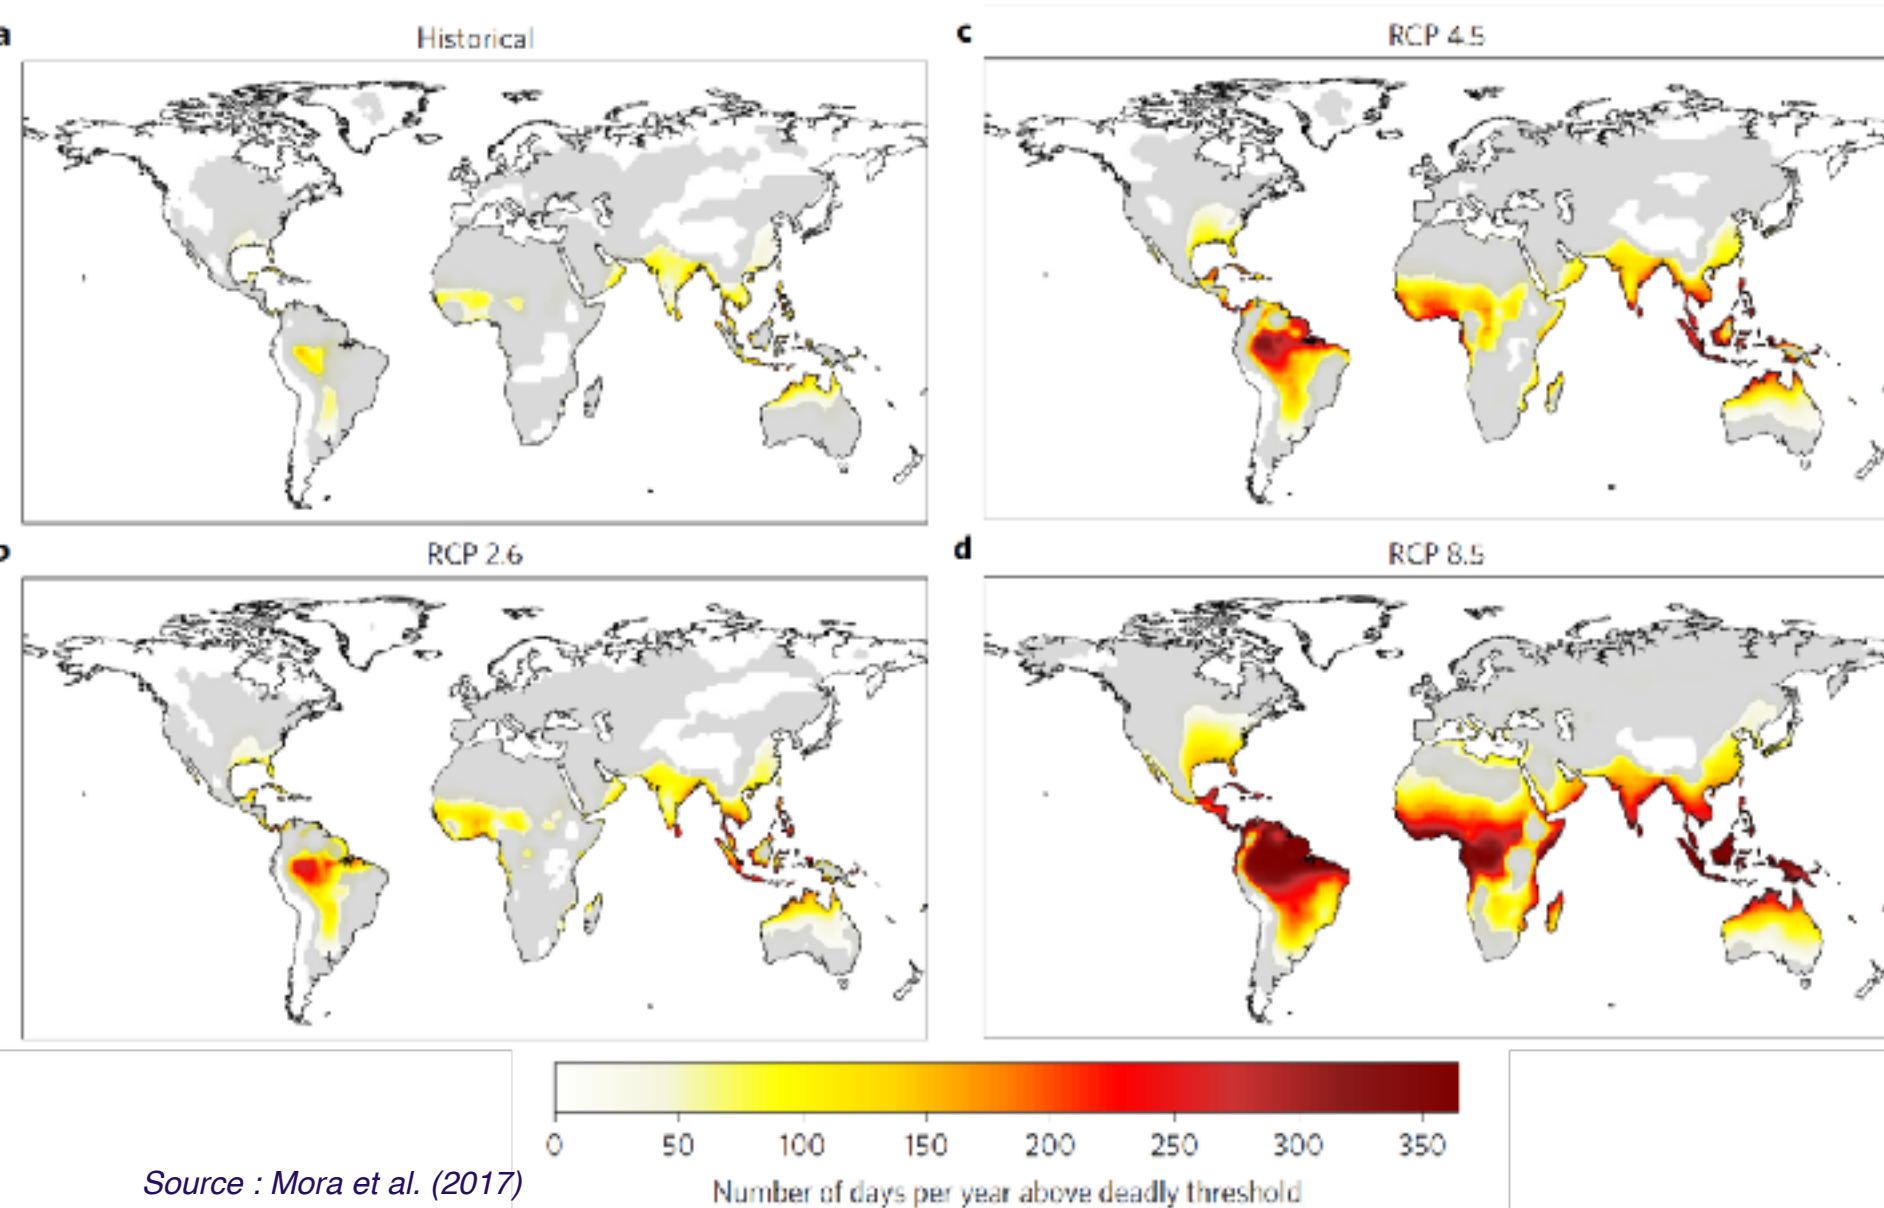 a
Historical
c
RCP 4.5
b
RCP 2.6
d
RCP 8.5
0 50 100 150 200 250 300 350
Number of days per year above deadly threshold
Source : Mora et al. (2017)